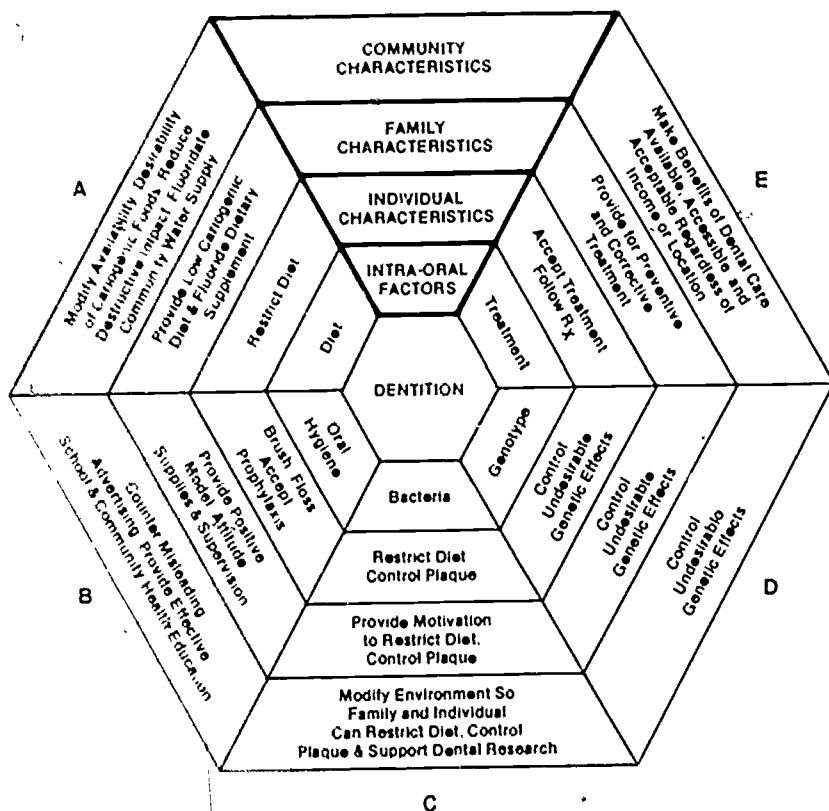 COMMUNITY
CHARACTERISTICS
FAMILY
CHARACTERISTICS
INDIVIDUAL
CHARACTERISTICS
INTRA-ORAL
FACTORS
DENTITION
A
Modify Availability Desirability
of Cariogenic Foods Reduce
Destructive Impact Fluoridate
Community Water Supply
Provide Low Cariogenic
Diet & Fluoride Dietary
Supplement
Restrict Diet
Diet
B
Counter Misleading
Advertising Provide Effective
School & Community Health Education
Provide Positive
Model, Attitude
Supplies & Supervision
Brush Floss
Accept
Prophylaxis
Oral
Hygiene
C
Bacteria
Restrict Diet
Control Plaque
Provide Motivation
to Restrict Diet,
Control Plaque
Modify Environment So
Family and Individual
Can Restrict Diet, Control
Plaque & Support Dental Research
D
Genotype
Control
Undesirable
Genetic Effects
Control
Undesirable
Genetic Effects
Control
Undesirable
Genetic Effects
E
Treatment
Accept Treatment
Follow Rx
Provide for Preventive
and Corrective
Treatment
Make Benefits of Dental Care
Available, Accessible and
Acceptable Regardless of
Income or Location